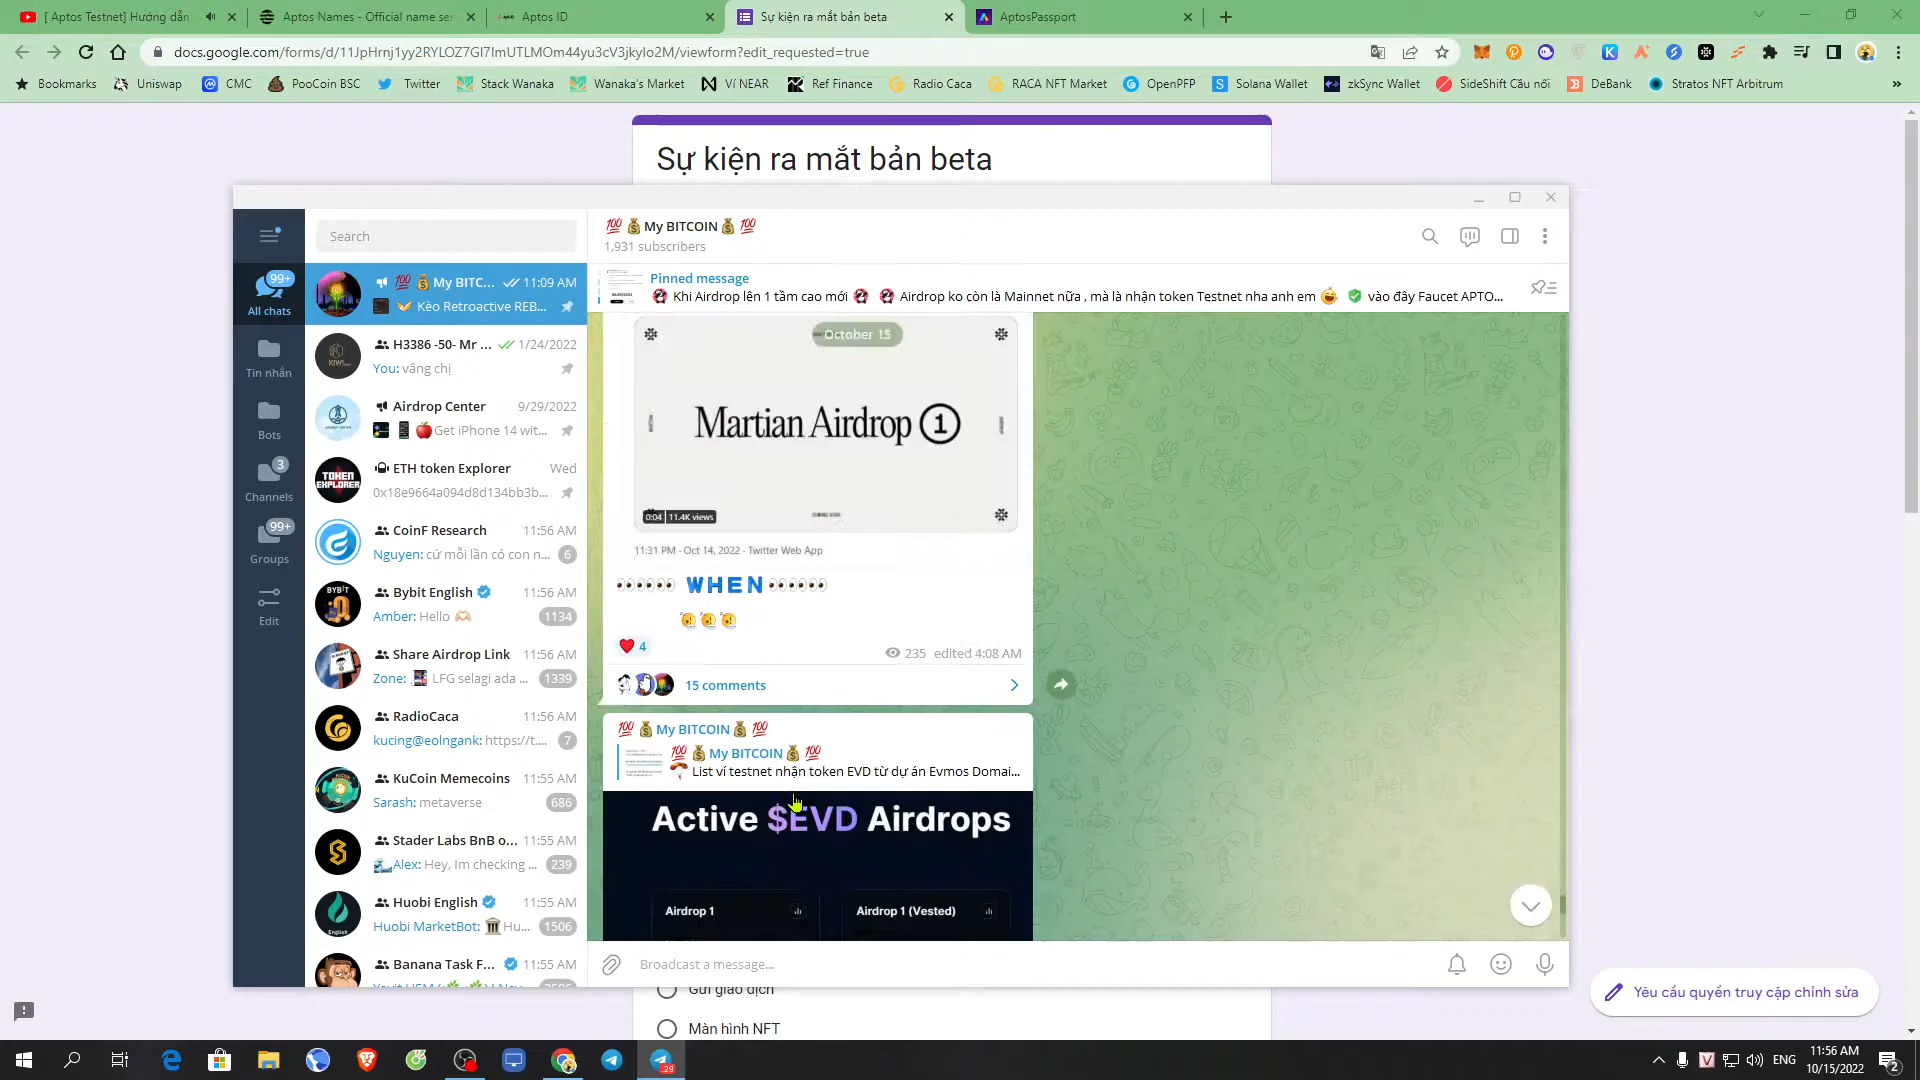 [ Aptos Testnet] Hướng dẫn
Aptos Names - Official name ser
Aptos ID
Sự kiện ra mắt bản beta
AptosPassport
docs.google.com/forms/d/11JpHrnj1yy2RYLOZ7GI7ImUTLMOm44yu3cV3jkyIo2M/viewform?edit_requested=true
Bookmarks
Uniswap
CMC
PooCoin BSC
Twitter
Stack Wanaka
Wanaka's Market
Ví NEAR
Ref Finance
Radio Caca
RACA NFT Market
OpenPFP
Solana Wallet
zkSync Wallet
SideShift Cầu nối
DeBank
Stratos NFT Arbitrum
Sự kiện ra mắt bản beta
99+
All chats
Tin nhắn
Bots
3
Channels
99+
Groups
Edit
Search
💯💰My BITC... 11:09 AM
Kèo Retroactive REB...
H3386 -50- Mr ... 1/24/2022
You: vâng chị
Airdrop Center 9/29/2022
Get iPhone 14 wit...
ETH token Explorer Wed
0x18e9664a094d8d134bb3b...
CoinF Research 11:56 AM
Nguyen: cứ mỗi lần có con n... 6
Bybit English 11:56 AM
Amber: Hello 1134
Share Airdrop Link 11:56 AM
Zone: LFG selagi ada ... 1339
RadioCaca 11:56 AM
kucing@eolngank: https://t.... 7
KuCoin Memecoins 11:55 AM
Sarash: metaverse 686
Stader Labs BnB o... 11:55 AM
Alex: Hey, Im checking ... 239
Huobi English 11:55 AM
Huobi MarketBot: 🏛Hu... 1506
Banana Task F... 11:55 AM
💯💰My BITCOIN💰💯
1,931 subscribers
Pinned message
Khi Airdrop lên 1 tầm cao mới Airdrop ko còn là Mainnet nữa , mà là nhận token Testnet nha anh em 😅 vào đây Faucet APTO...
October 15
Martian Airdrop 1
0:04 11.4K views
11:31 PM · Oct 14, 2022 · Twitter Web App
👀👀👀 WHEN 👀👀👀
❤ 4
235 edited 4:08 AM
15 comments
💯💰My BITCOIN💰💯
💯💰My BITCOIN💰💯
List ví testnet nhận token EVD từ dự án Evmos Domai...
Active $EVD Airdrops
Airdrop 1
Airdrop 1 (Vested)
Broadcast a message...
Gửi giao dịch
Màn hình NFT
Yêu cầu quyền truy cập chỉnh sửa
.29
ENG
11:56 AM
10/15/2022
2